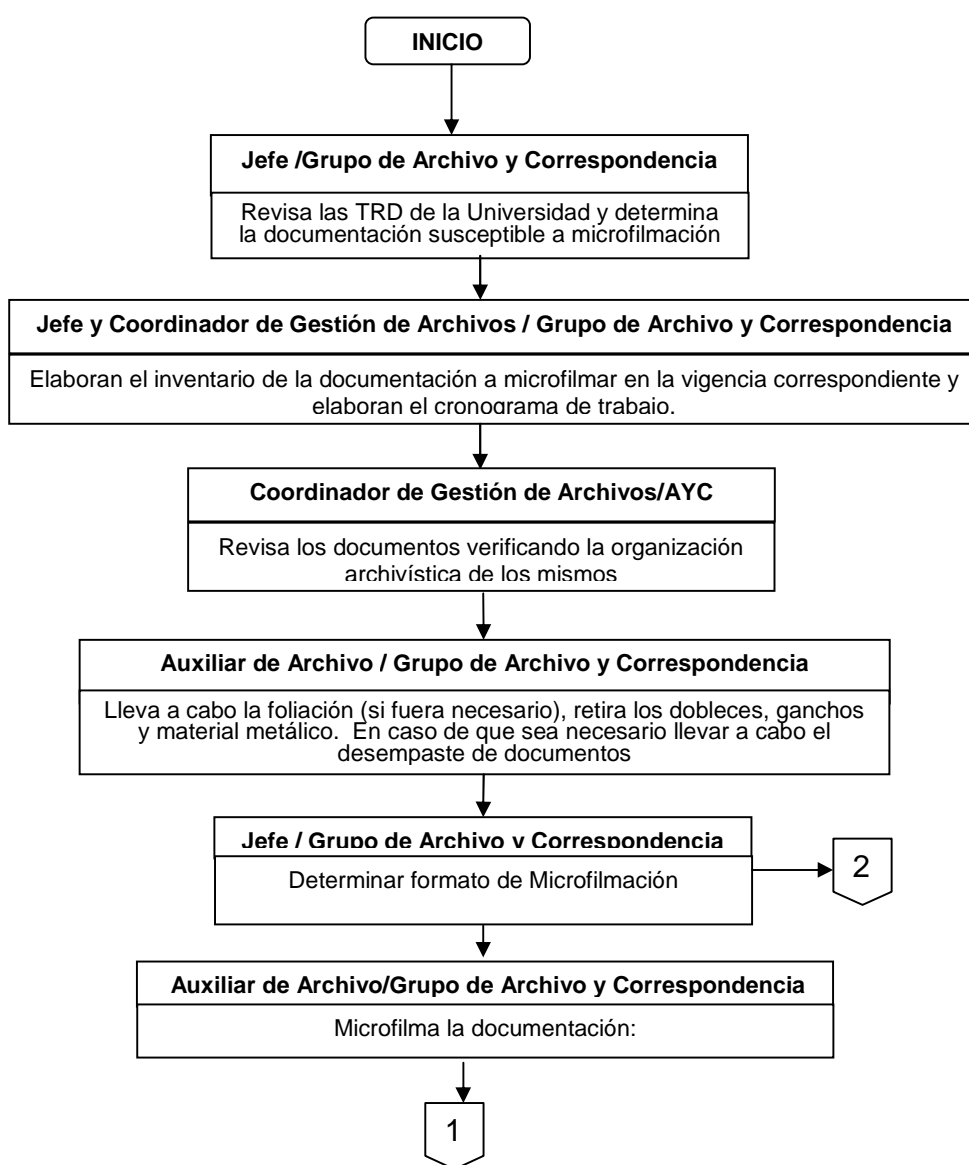 INICIO
Jefe /Grupo de Archivo y Correspondencia
Revisa las TRD de la Universidad y determina
la documentación susceptible a microfilmación
Jefe y Coordinador de Gestión de Archivos / Grupo de Archivo y Correspondencia
Elaboran el inventario de la documentación a microfilmar en la vigencia correspondiente y
elaboran el cronograma de trabajo.
Coordinador de Gestión de Archivos/AYC
Revisa los documentos verificando la organización
archivística de los mismos
Auxiliar de Archivo / Grupo de Archivo y Correspondencia
Lleva a cabo la foliación (si fuera necesario), retira los dobleces, ganchos
y material metálico. En caso de que sea necesario llevar a cabo el
desempaste de documentos
Jefe / Grupo de Archivo y Correspondencia
Determinar formato de Microfilmación
2
Auxiliar de Archivo/Grupo de Archivo y Correspondencia
Microfilma la documentación:
1